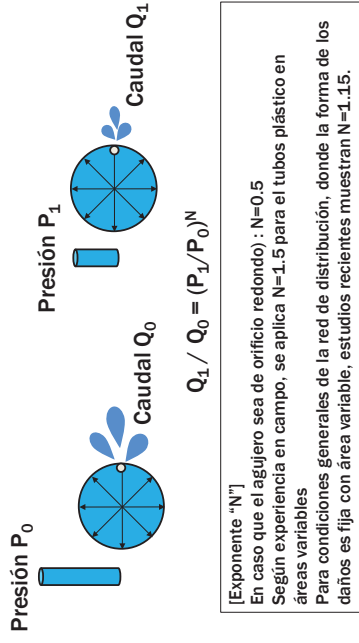 Presión P₀
Caudal Q₀
Presión P₁
Caudal Q₁
Q₁ / Q₀ = (P₁/P₀)ᴺ
[Exponente “N”]
En caso que el agujero sea de orificio redondo) : N=0.5
Según experiencia en campo, se aplica N=1.5 para el tubos plástico en
áreas variables
Para condiciones generales de la red de distribución, donde la forma de los
daños es fija con área variable, estudios recientes muestran N=1.15.